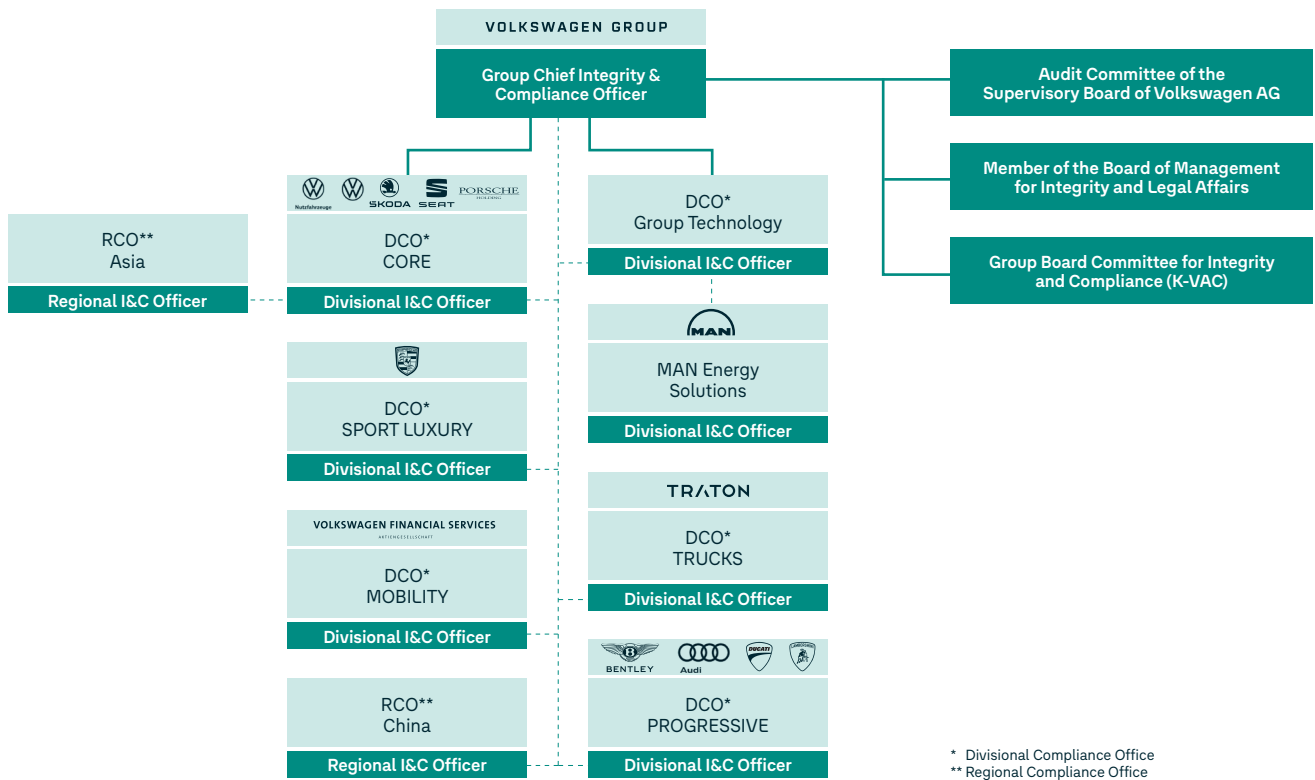 VOLKSWAGEN GROUP
Group Chief Integrity &
Compliance Officer
Audit Committee of the
Supervisory Board of Volkswagen AG
Member of the Board of Management
for Integrity and Legal Affairs
Group Board Committee for Integrity
and Compliance (K-VAC)
RCO**
Asia
Regional I&C Officer
Nutzfahrzeuge
ŠKODA
SEAT
PORSCHE
HOLDING
DCO*
CORE
Divisional I&C Officer
DCO*
Group Technology
Divisional I&C Officer
MAN
MAN Energy
Solutions
Divisional I&C Officer
DCO*
SPORT LUXURY
Divisional I&C Officer
TRATON
DCO*
TRUCKS
Divisional I&C Officer
VOLKSWAGEN FINANCIAL SERVICES
AKTIENGESELLSCHAFT
DCO*
MOBILITY
Divisional I&C Officer
B
BENTLEY
Audi
DUCATI
DCO*
PROGRESSIVE
Divisional I&C Officer
RCO**
China
Regional I&C Officer
* Divisional Compliance Office
** Regional Compliance Office